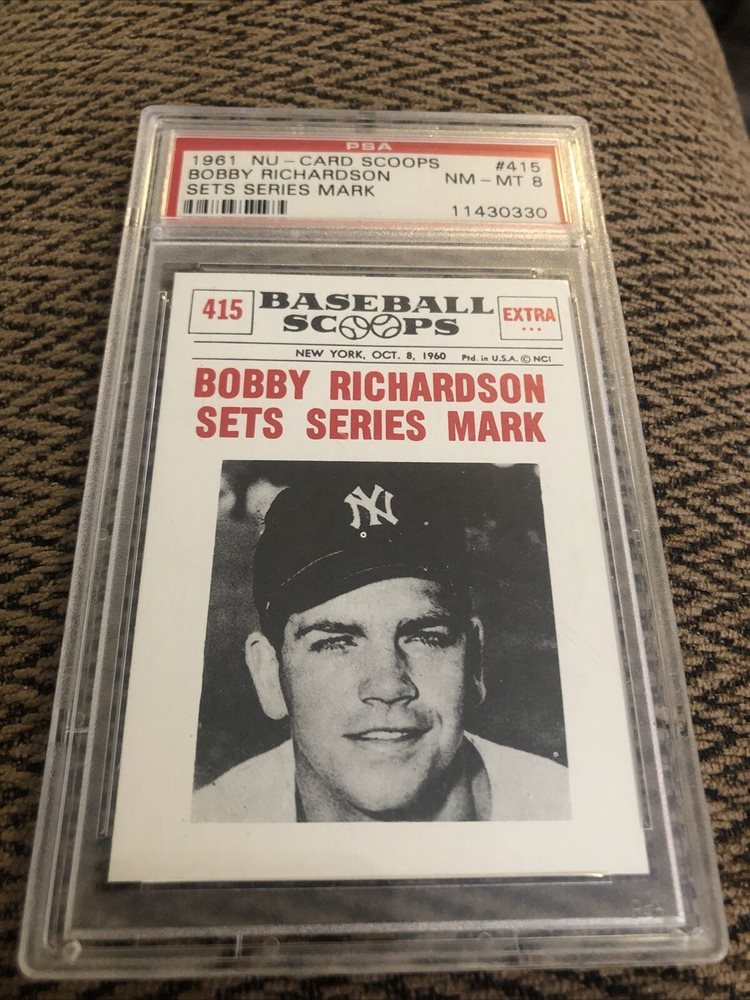 PSA
1961 NU-CARD SCOOPS #415
BOBBY RICHARDSON NM-MT 8
SETS SERIES MARK
11430330
415 BASEBALL SCOOPS EXTRA
NEW YORK, OCT. 8, 1960 Ptd. in U.S.A. © NCI
BOBBY RICHARDSON
SETS SERIES MARK
NY